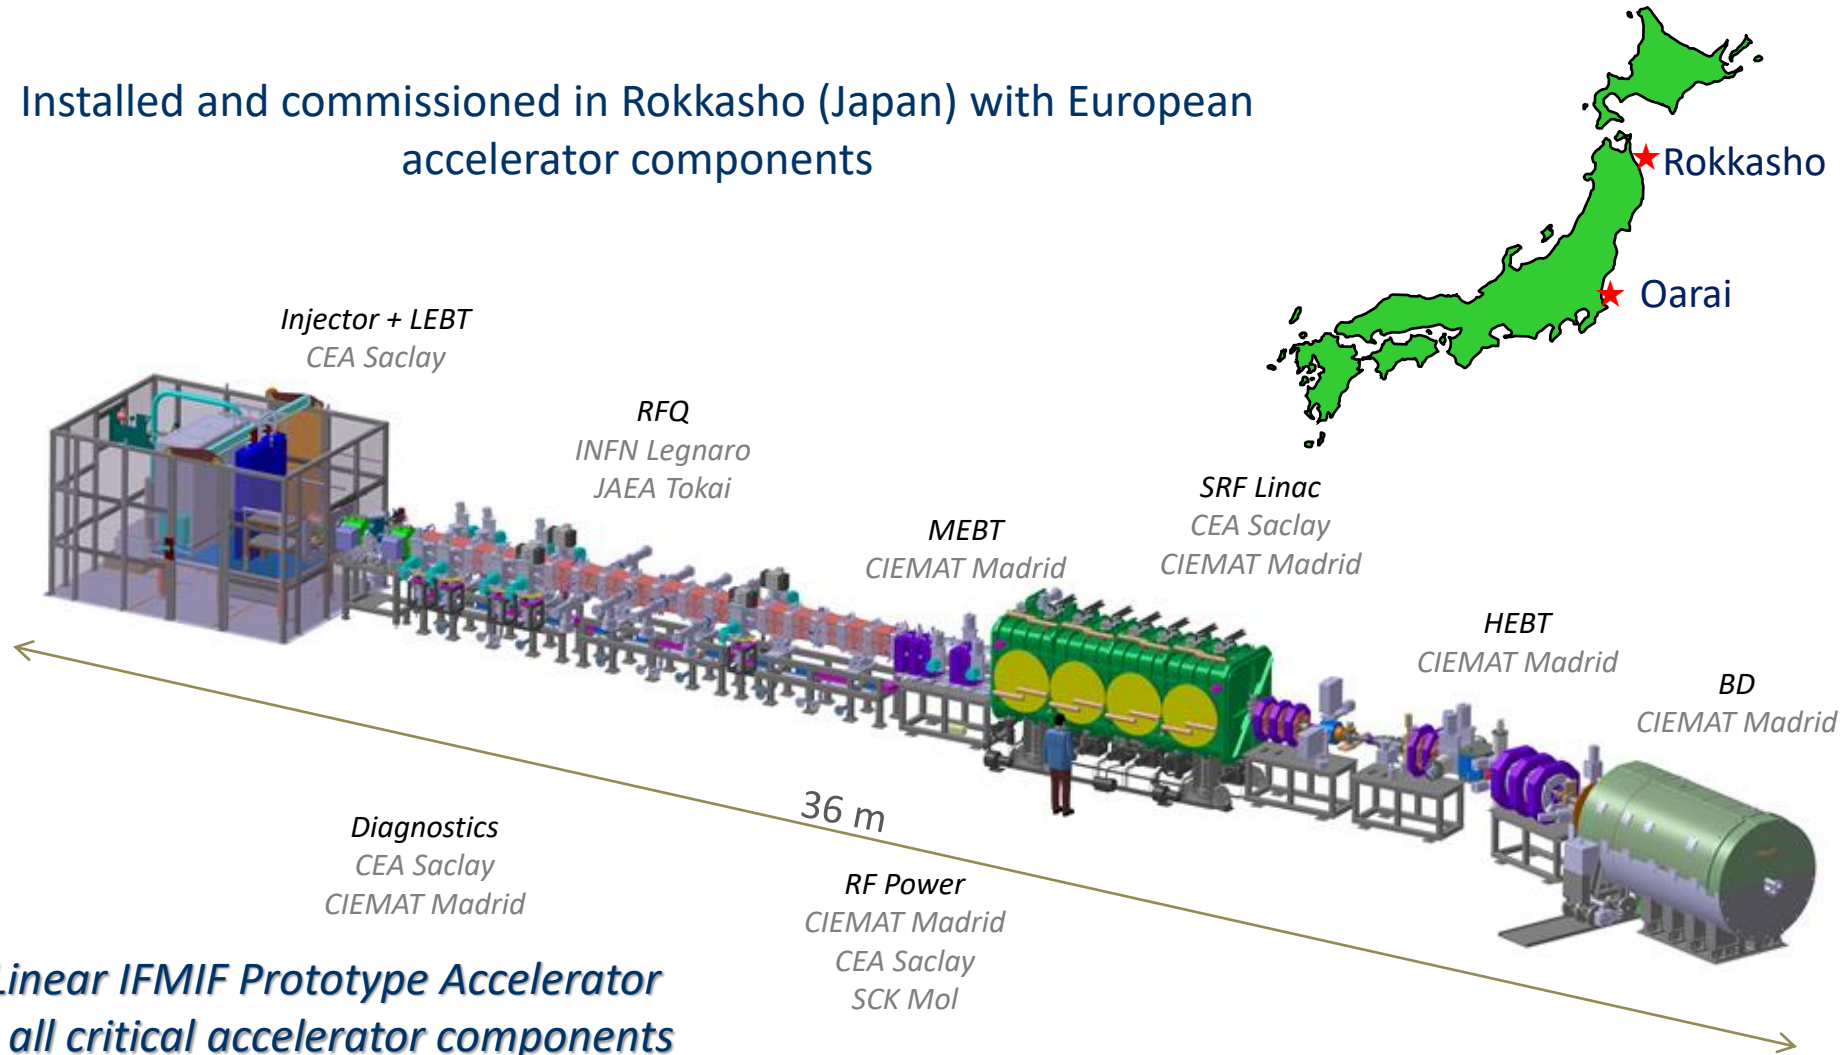 Installed and commissioned in Rokkasho (Japan) with European
accelerator components
Rokkasho
Oarai
Injector + LEBT
CEA Saclay
RFQ
INFN Legnaro
JAEA Tokai
MEBT
CIEMAT Madrid
SRF Linac
CEA Saclay
CIEMAT Madrid
HEBT
CIEMAT Madrid
BD
CIEMAT Madrid
36 m
Diagnostics
CEA Saclay
CIEMAT Madrid
RF Power
CIEMAT Madrid
CEA Saclay
SCK Mol
Linear IFMIF Prototype Accelerator
all critical accelerator components